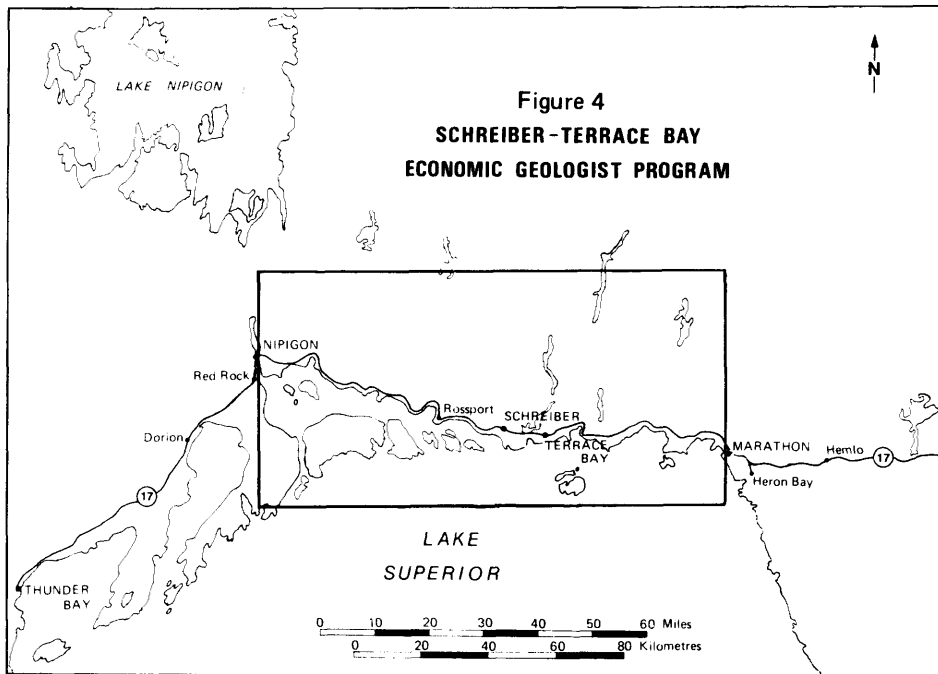 LAKE NIPIGON
N
Figure 4
SCHREIBER-TERRACE BAY
ECONOMIC GEOLOGIST PROGRAM
NIPIGON
Red Rock
Rossport
SCHREIBER
Dorion
TERRACE
BAY
MARATHON
Hemlo
17
Heron Bay
17
LAKE
SUPERIOR
THUNDER
BAY
0 10 20 30 40 50 60 Miles
0 20 40 60 80 Kilometres